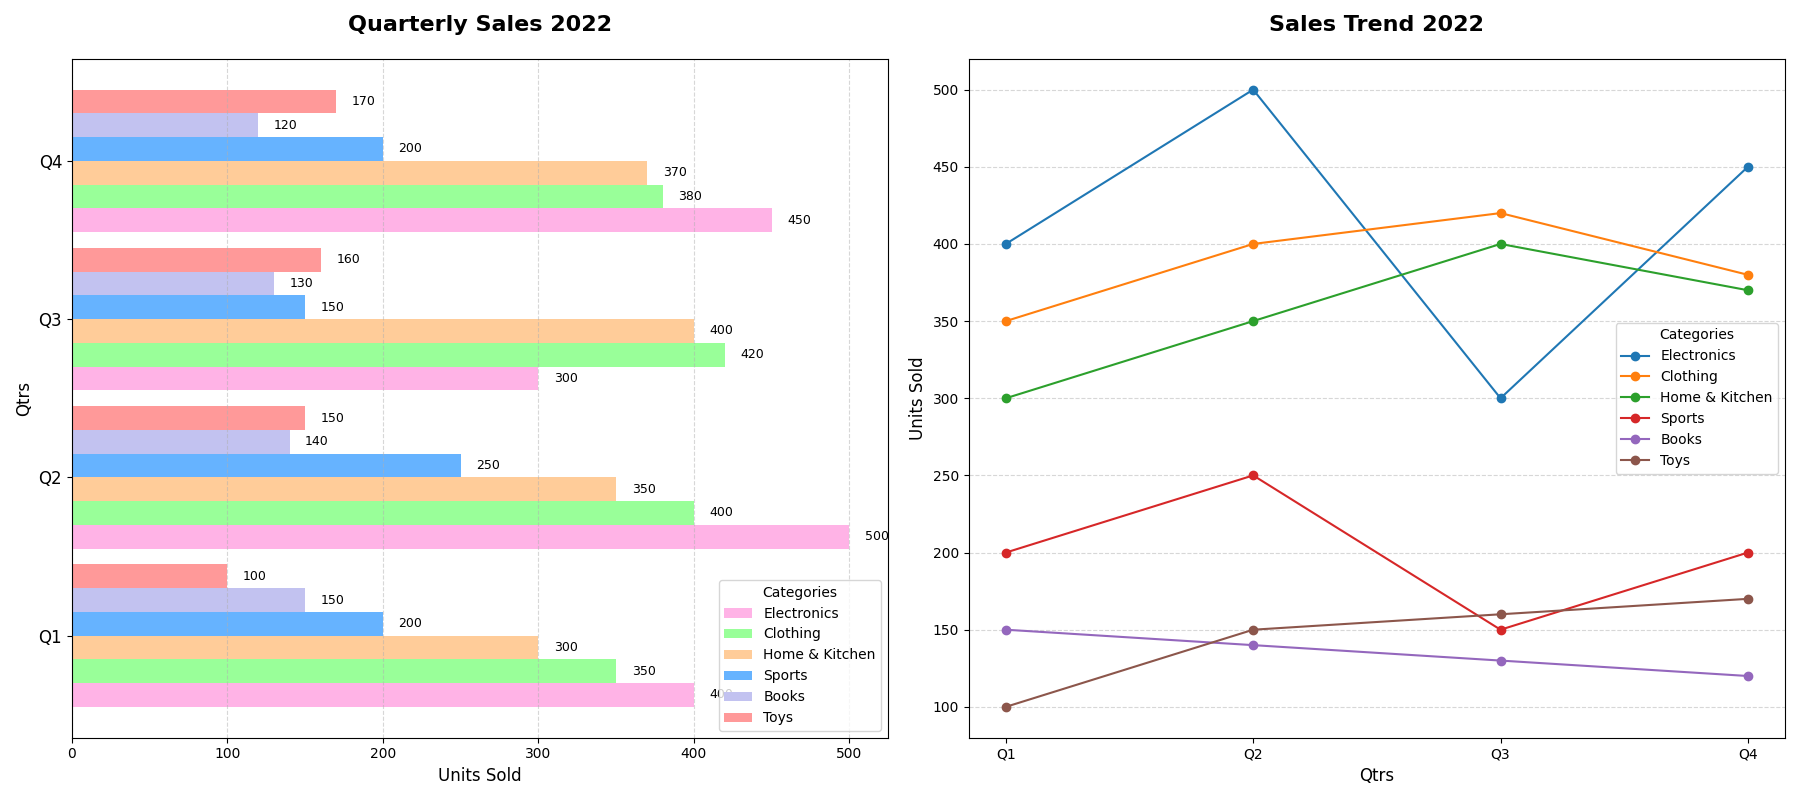 Quarterly Sales 2022
Qtrs
Q4
Q3
Q2
Q1
170
120
200
370
380
450
160
130
150
400
420
300
150
140
250
350
400
500
100
150
200
300
350
400
Categories
Electronics
Clothing
Home & Kitchen
Sports
Books
Toys
0 100 200 300 400 500
Units Sold
Sales Trend 2022
Units Sold
500
450
400
350
300
250
200
150
100
Categories
Electronics
Clothing
Home & Kitchen
Sports
Books
Toys
Q1 Q2 Q3 Q4
Qtrs